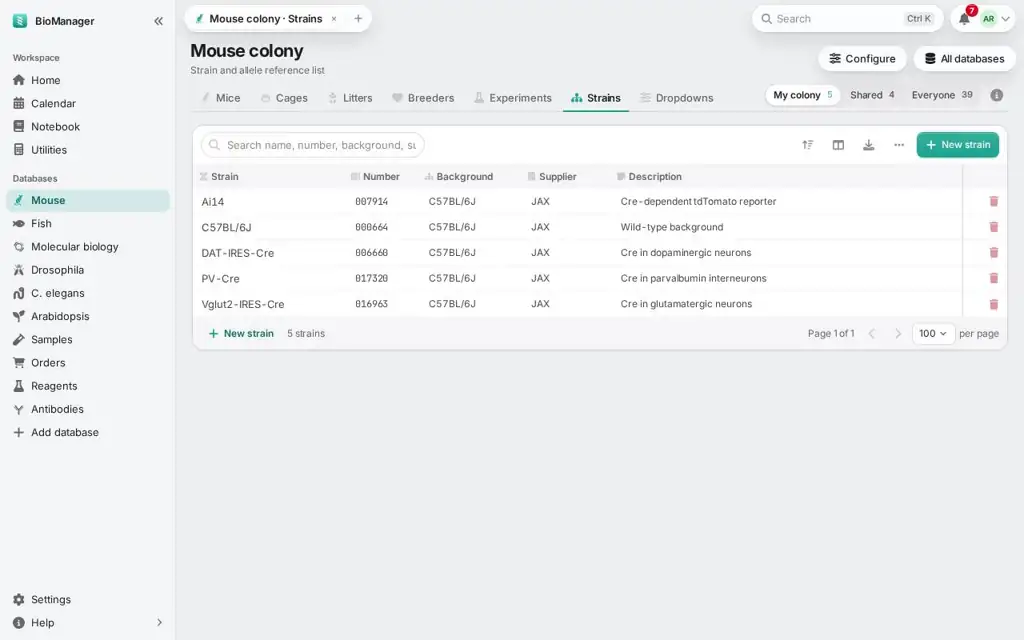 BioManager
Workspace
Home
Calendar
Notebook
Utilities
Databases
Mouse
Fish
Molecular biology
Drosophila
C. elegans
Arabidopsis
Samples
Orders
Reagents
Antibodies
Add database
Settings
Help
Mouse colony · Strains × +
Search Ctrl K
7
AR
Mouse colony
Strain and allele reference list
Configure All databases
Mice Cages Litters Breeders Experiments Strains Dropdowns
My colony 5 Shared 4 Everyone 39
Search name, number, background, su
New strain
Strain Number Background Supplier Description
Ai14 007914 C57BL/6J JAX Cre-dependent tdTomato reporter
C57BL/6J 000664 C57BL/6J JAX Wild-type background
DAT-IRES-Cre 006660 C57BL/6J JAX Cre in dopaminergic neurons
PV-Cre 017320 C57BL/6J JAX Cre in parvalbumin interneurons
Vglut2-IRES-Cre 016963 C57BL/6J JAX Cre in glutamatergic neurons
New strain 5 strains Page 1 of 1 100 per page